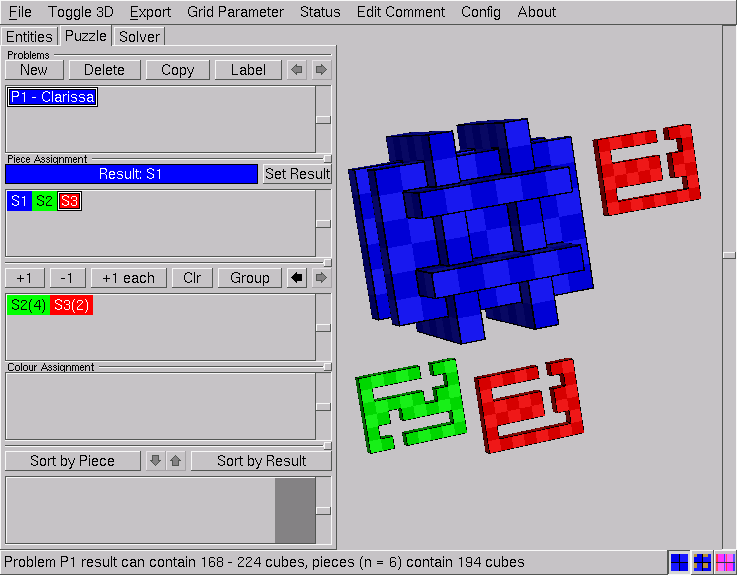 File Toggle 3D Export Grid Parameter Status Edit Comment Config About
Entities Puzzle Solver
Problems
New Delete Copy Label
P1 - Clarissa
Piece Assignment
Result: S1 Set Result
S1 S2 S3
+1 -1 +1 each Clr Group
S2(4) S3(2)
Colour Assignment
Sort by Piece Sort by Result
Problem P1 result can contain 168 - 224 cubes, pieces (n = 6) contain 194 cubes